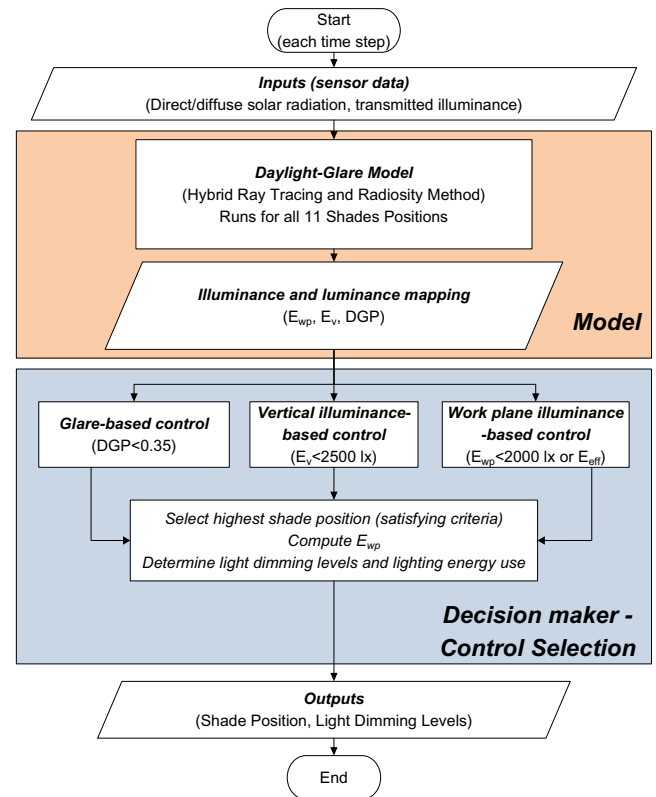 Start
(each time step)
Inputs (sensor data)
(Direct/diffuse solar radiation, transmitted illuminance)
Daylight-Glare Model
(Hybrid Ray Tracing and Radiosity Method)
Runs for all 11 Shades Positions
Illuminance and luminance mapping
(Ewp, Ev, DGP)
Model
Glare-based control
(DGP<0.35)
Vertical illuminance-
based control
(Ev<2500 lx)
Work plane illuminance
-based control
(Ewp<2000 lx or Eeff)
Select highest shade position (satisfying criteria)
Compute Ewp
Determine light dimming levels and lighting energy use
Decision maker -
Control Selection
Outputs
(Shade Position, Light Dimming Levels)
End